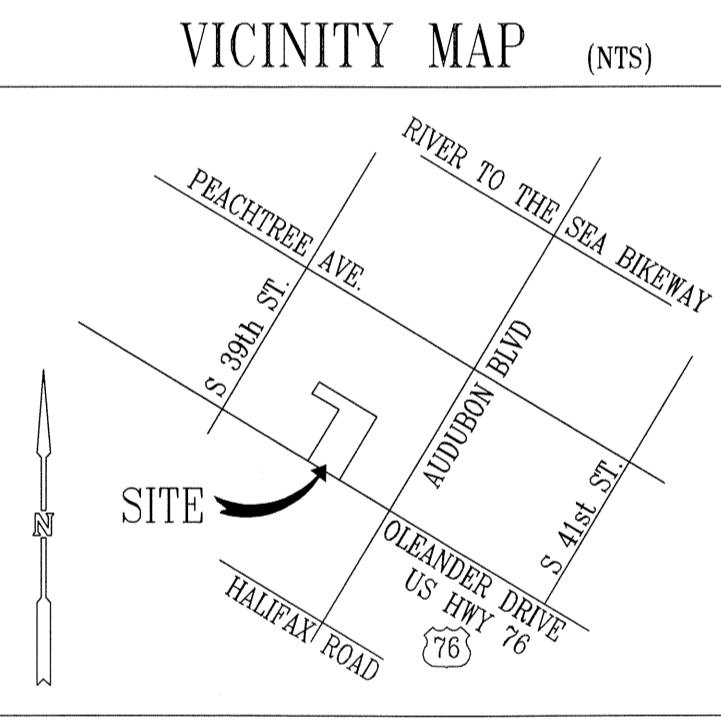 VICINITY MAP (NTS)
RIVER TO THE SEA BIKEWAY
PEACHTREE AVE.
S 39th ST.
AUDUBON BLVD
S 41st ST.
SITE
N
OLEANDER DRIVE
US HWY 76
76
HALIFAX ROAD